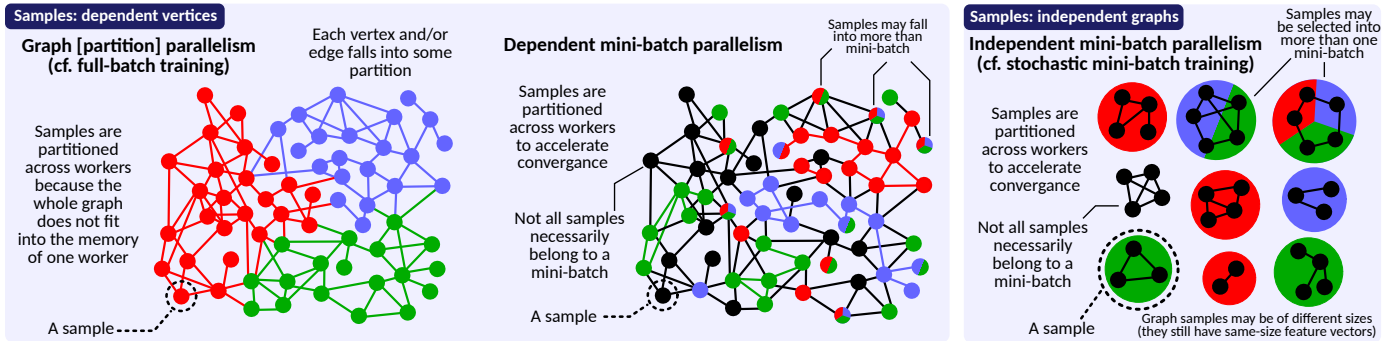 Samples: dependent vertices
Graph [partition] parallelism
(cf. full-batch training)
Each vertex and/or
edge falls into some
partition
Samples are
partitioned
across workers
because the
whole graph
does not fit
into the memory
of one worker
A sample
Dependent mini-batch parallelism
Samples may fall
into more than
mini-batch
Samples are
partitioned
across workers
to accelerate
convergance
Not all samples
necessarily
belong to a
mini-batch
A sample
Samples: independent graphs
Independent mini-batch parallelism
(cf. stochastic mini-batch training)
Samples may
be selected into
more than one
mini-batch
Samples are
partitioned
across workers
to accelerate
convergance
Not all samples
necessarily
belong to a
mini-batch
A sample
Graph samples may be of different sizes
(they still have same-size feature vectors)